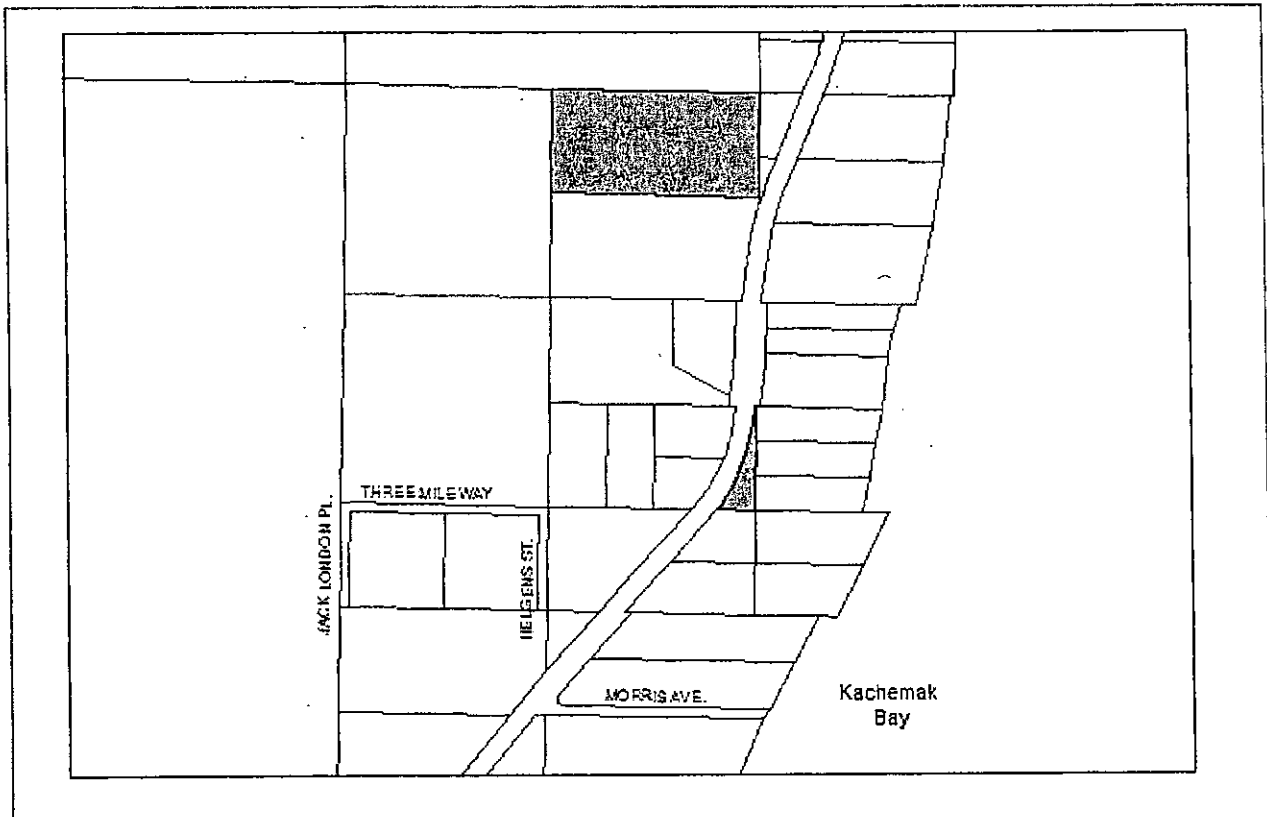 THREE MILE WAY
JACK LONDON PL.
HELGENS ST.
MORRIS AVE.
Kachemak
Bay